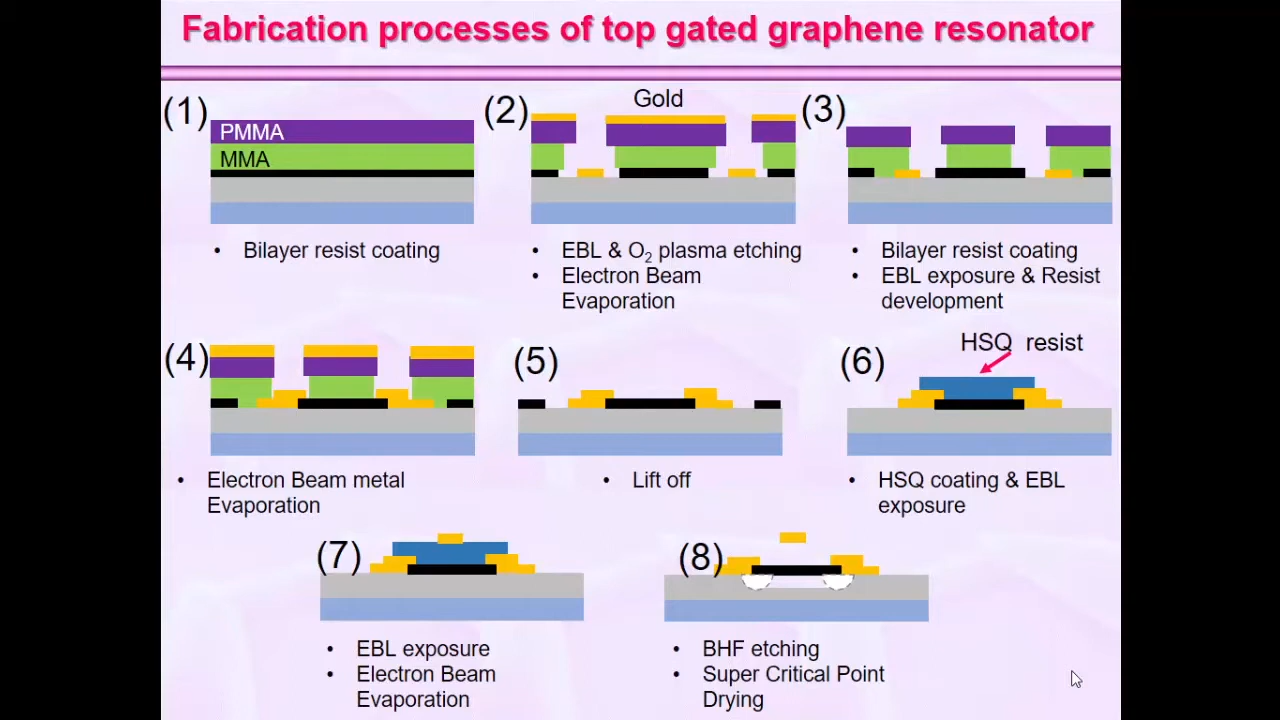 Fabrication processes of top gated graphene resonator
(1)
PMMA
MMA
• Bilayer resist coating
(2)
Gold
• EBL & O₂ plasma etching
• Electron Beam
Evaporation
(3)
• Bilayer resist coating
• EBL exposure & Resist
development
(4)
• Electron Beam metal
Evaporation
(5)
• Lift off
(6)
HSQ resist
• HSQ coating & EBL
exposure
(7)
• EBL exposure
• Electron Beam
Evaporation
(8)
• BHF etching
• Super Critical Point
Drying